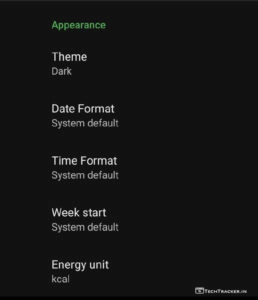 Appearance
Theme
Dark
Date Format
System default
Time Format
System default
Week start
System default
Energy unit
kcal
TECHTRACKER.IN